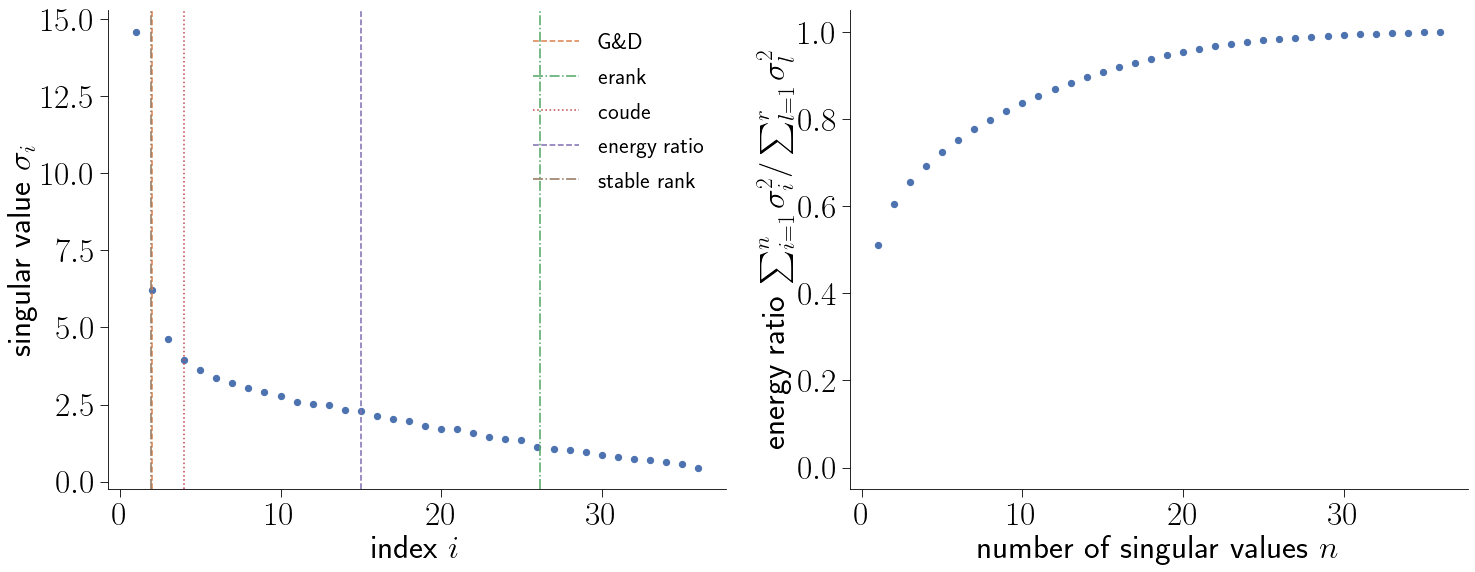 singular value σ_i
15.0
12.5
10.0
7.5
5.0
2.5
0.0
0 10 20 30
index i
G&D
erank
coude
energy ratio
stable rank
energy ratio ∑_{i=1}^{n} σ_i^2 / ∑_{l=1}^{r} σ_l^2
1.0
0.8
0.6
0.4
0.2
0.0
0 10 20 30
number of singular values n